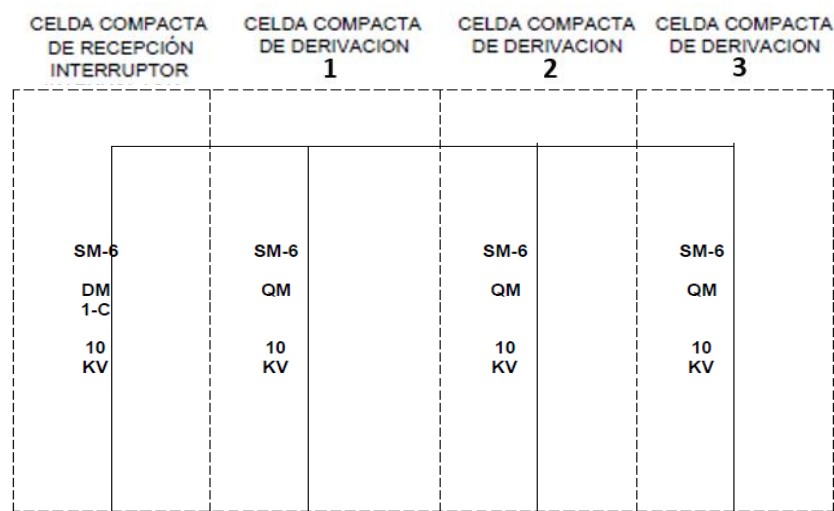 CELDA COMPACTA
DE RECEPCIÓN
INTERRUPTOR
CELDA COMPACTA
DE DERIVACION
1
CELDA COMPACTA
DE DERIVACION
2
CELDA COMPACTA
DE DERIVACION
3
SM-6
DM
1-C
10
KV
SM-6
QM
10
KV
SM-6
QM
10
KV
SM-6
QM
10
KV